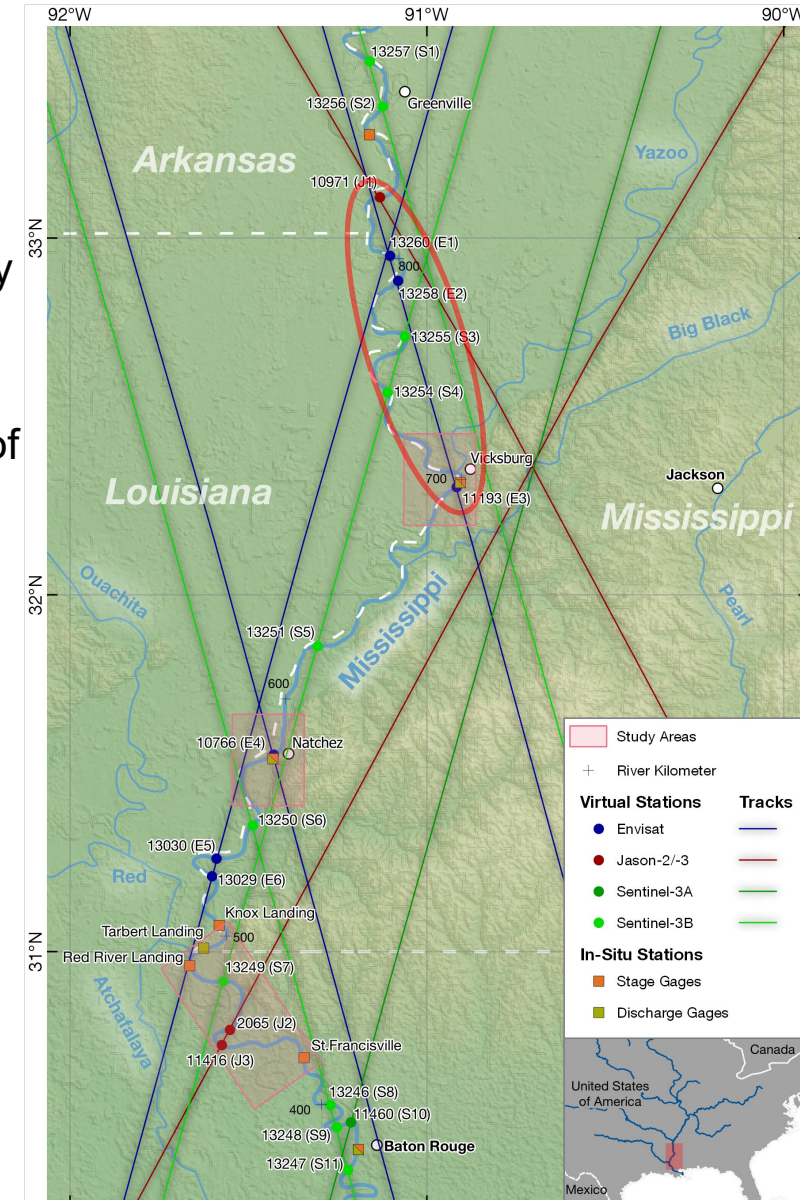 92°W
91°W
90°W
13257 (S1)
13256 (S2)
Greenville
Arkansas
Yazoo
10971 (J1)
33°N
13260 (E1)
800
13258 (E2)
y
Big Black
13255 (S3)
13254 (S4)
of
Vicksburg
700
Jackson
11193 (E3)
Louisiana
Mississippi
32°N
Ouachita
Pearl
Mississippi
13251 (S5)
600
10766 (E4)
Natchez
13250 (S6)
13030 (E5)
Red
13029 (E6)
Knox Landing
Tarbert Landing
500
31°N
Red River Landing
13249 (S7)
Atchafalaya
2065 (J2)
11416 (J3)
St.Francisville
13246 (S8)
400
11460 (S10)
13248 (S9)
Baton Rouge
13247 (S11)
Study Areas
River Kilometer
Virtual Stations
Tracks
Envisat
Jason-2/-3
Sentinel-3A
Sentinel-3B
In-Situ Stations
Stage Gages
Discharge Gages
Canada
United States
of America
Mexico